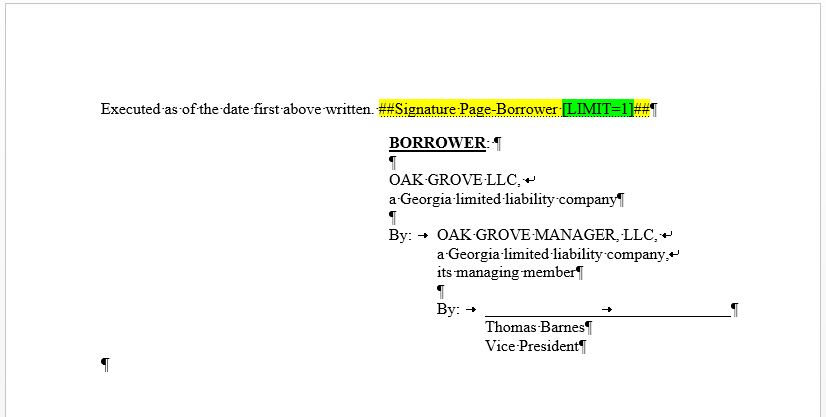 Executed as of the date first above written. ##Signature Page-Borrower [LIMIT=1]##¶
BORROWER: ¶
¶
OAK GROVE LLC, ↵
a Georgia limited liability company¶
¶
By: → OAK GROVE MANAGER, LLC, ↵
a Georgia limited liability company,↵
its managing member¶
¶
By: → ____________ → ____________¶
Thomas Barnes¶
Vice President¶
¶